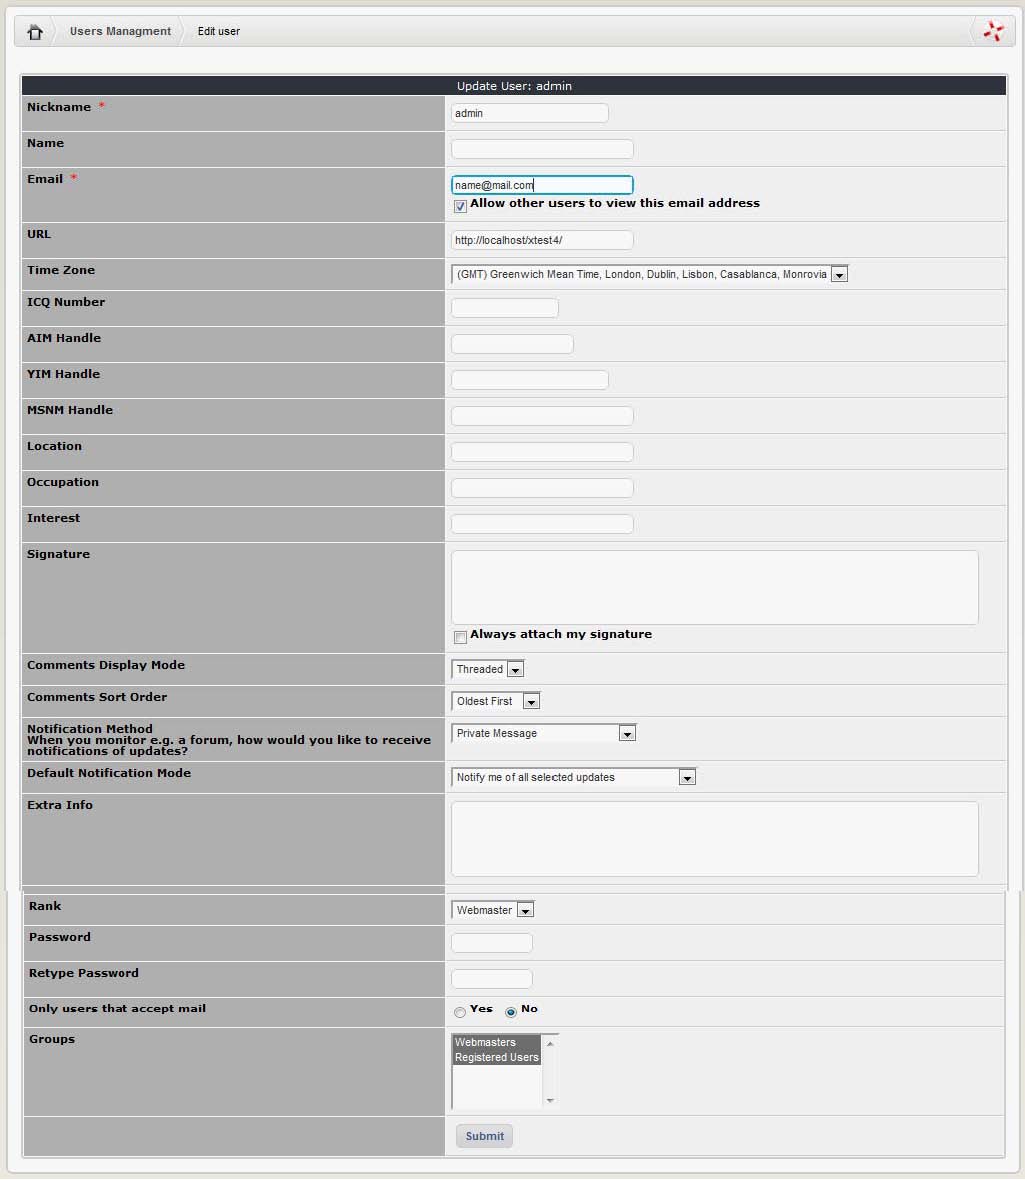 Users Managment Edit user
Update User: admin
Nickname * admin
Name
Email * name@mail.com
Allow other users to view this email address
URL http://localhost/xtest4/
Time Zone (GMT) Greenwich Mean Time, London, Dublin, Lisbon, Casablanca, Monrovia
ICQ Number
AIM Handle
YIM Handle
MSNM Handle
Location
Occupation
Interest
Signature
Always attach my signature
Comments Display Mode Threaded
Comments Sort Order Oldest First
Notification Method Private Message
When you monitor e.g. a forum, how would you like to receive
notifications of updates?
Default Notification Mode Notify me of all selected updates
Extra Info
Rank Webmaster
Password
Retype Password
Only users that accept mail Yes No
Groups Webmasters
Registered Users
Submit